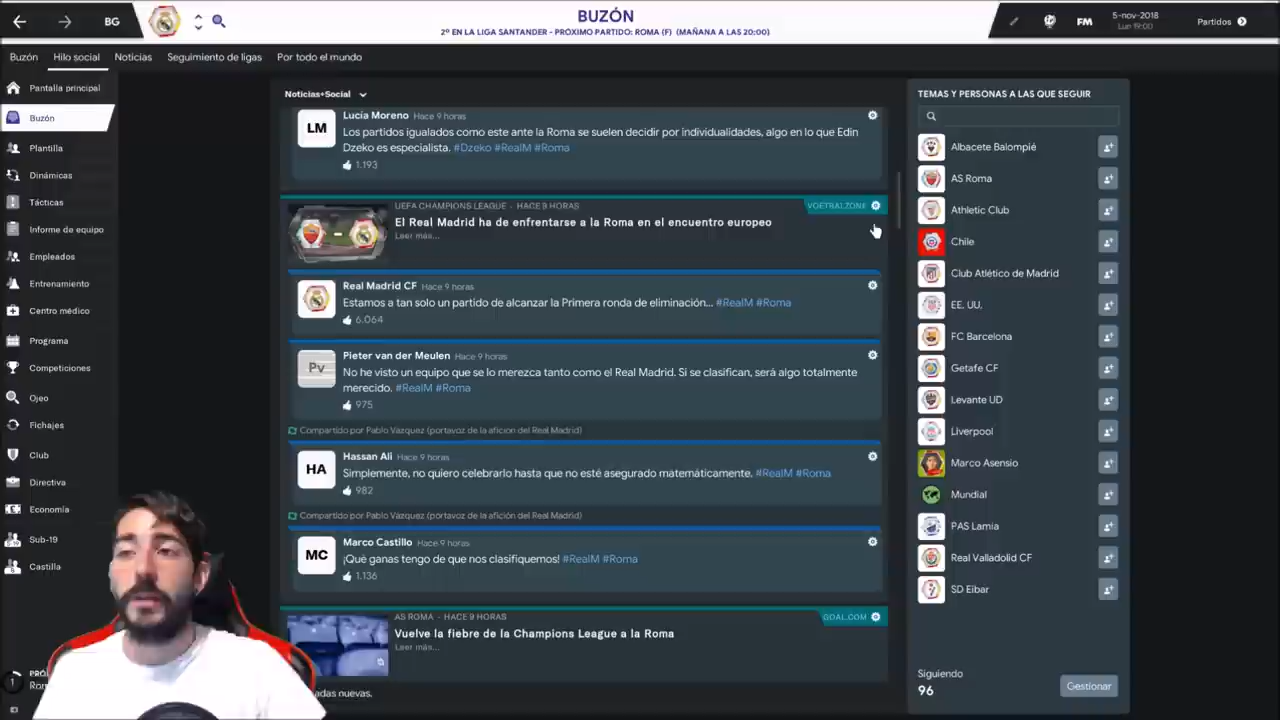 BG
BUZÓN
2º EN LA LIGA SANTANDER - PRÓXIMO PARTIDO: ROMA (F) (MAÑANA A LAS 20:00)
FM
5-nov-2018
Lun 19:00
Partidos
Buzón
Hilo social
Noticias
Seguimiento de ligas
Por todo el mundo
Pantalla principal
Buzón
Plantilla
Dinámicas
Tácticas
Informe de equipo
Empleados
Entrenamiento
Centro médico
Programa
Competiciones
Ojeo
Fichajes
Club
Directiva
Economía
Sub-19
Castilla
Noticias+Social
LM
Lucía Moreno Hace 9 horas
Los partidos igualados como este ante la Roma se suelen decidir por individualidades, algo en lo que Edin
Dzeko es especialista. #Dzeko #RealM #Roma
1.193
UEFA CHAMPIONS LEAGUE - HACE 9 HORAS
VOETBALZONE
El Real Madrid ha de enfrentarse a la Roma en el encuentro europeo
Leer más...
Real Madrid CF Hace 9 horas
Estamos a tan solo un partido de alcanzar la Primera ronda de eliminación... #RealM #Roma
6.064
Pv
Pieter van der Meulen Hace 9 horas
No he visto un equipo que se lo merezca tanto como el Real Madrid. Si se clasifican, será algo totalmente
merecido. #RealM #Roma
975
Compartido por Pablo Vázquez (portavoz de la afición del Real Madrid)
HA
Hassan Ali Hace 9 horas
Simplemente, no quiero celebrarlo hasta que no esté asegurado matemáticamente. #RealM #Roma
982
Compartido por Pablo Vázquez (portavoz de la afición del Real Madrid)
MC
Marco Castillo Hace 9 horas
¡Qué ganas tengo de que nos clasifiquemos! #RealM #Roma
1.136
AS ROMA - HACE 9 HORAS
GOAL.COM
Vuelve la fiebre de la Champions League a la Roma
Leer más...
adas nuevas.
TEMAS Y PERSONAS A LAS QUE SEGUIR
Albacete Balompié
AS Roma
Athletic Club
Chile
Club Atlético de Madrid
EE. UU.
FC Barcelona
Getafe CF
Levante UD
Liverpool
Marco Asensio
Mundial
PAS Lamia
Real Valladolid CF
SD Eibar
Siguiendo
96
Gestionar